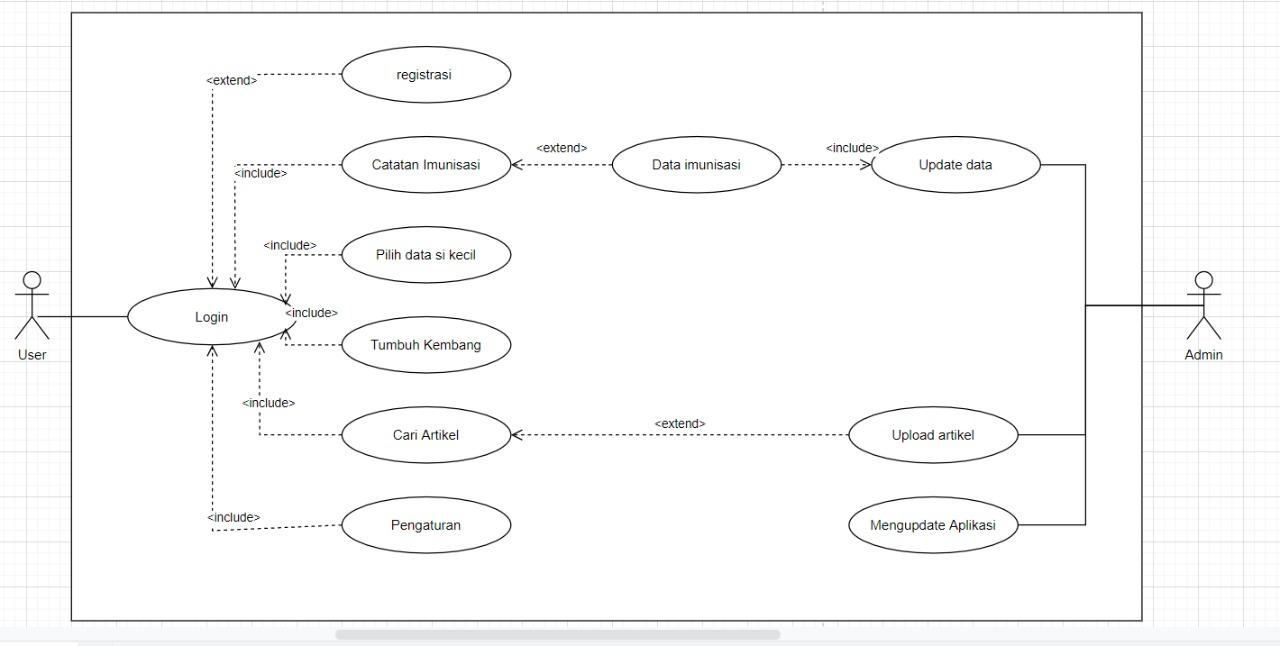 registrasi
<extend>
Catatan Imunisasi
<extend>
Data imunisasi
<include>
Update data
<include>
Pilih data si kecil
<include>
Login
<include>
User
Admin
Tumbuh Kembang
<include>
Cari Artikel
<extend>
Upload artikel
<include>
Pengaturan
Mengupdate Aplikasi